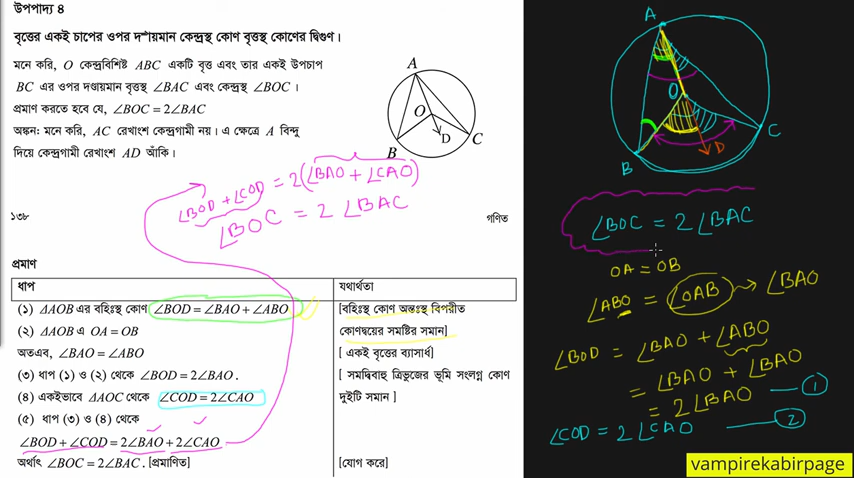 উপপাদ্য ৪
বৃত্তের একই চাপের ওপর দণ্ডায়মান কেন্দ্রস্থ কোণ বৃত্তস্থ কোণের দ্বিগুণ।
মনে করি, O কেন্দ্রবিশিষ্ট ABC একটি বৃত্ত এবং তার একই উপচাপ
BC এর ওপর দণ্ডায়মান বৃত্তস্থ ∠BAC এবং কেন্দ্রস্থ ∠BOC ।
প্রমাণ করতে হবে যে, ∠BOC = 2∠BAC
অঙ্কন: মনে করি, AC রেখাংশ কেন্দ্রগামী নয়। এ ক্ষেত্রে A বিন্দু
দিয়ে কেন্দ্রগামী রেখাংশ AD আঁকি।
A
O
D
B
C
∠BOD + ∠COD = 2(∠BAO + ∠CAO)
∠BOC = 2 ∠BAC
১৩৮
গণিত
প্রমাণ
ধাপ যথার্থতা
(১) ΔAOB এর বহিঃস্থ কোণ ∠BOD = ∠BAO + ∠ABO [বহিঃস্থ কোণ অন্তঃস্থ বিপরীত
(২) ΔAOB এ OA = OB কোণদ্বয়ের সমষ্টির সমান]
অতএব, ∠BAO = ∠ABO [ একই বৃত্তের ব্যাসার্ধ]
(৩) ধাপ (১) ও (২) থেকে ∠BOD = 2∠BAO . [ সমদ্বিবাহু ত্রিভুজের ভূমি সংলগ্ন কোণ
(৪) একইভাবে ΔAOC থেকে ∠COD = 2∠CAO দুইটি সমান ]
(৫) ধাপ (৩) ও (৪) থেকে
∠BOD + ∠COD = 2∠BAO + 2∠CAO
অর্থাৎ ∠BOC = 2∠BAC . [প্রমাণিত] [যোগ করে]
A
O
B
C
D
∠BOC = 2 ∠BAC
OA = OB
∠ABO = ∠OAB → ∠BAO
∠BOD = ∠BAO + ∠ABO
= ∠BAO + ∠BAO
= 2 ∠BAO — 1
∠COD = 2 ∠CAO — 2
vampirekabirpage